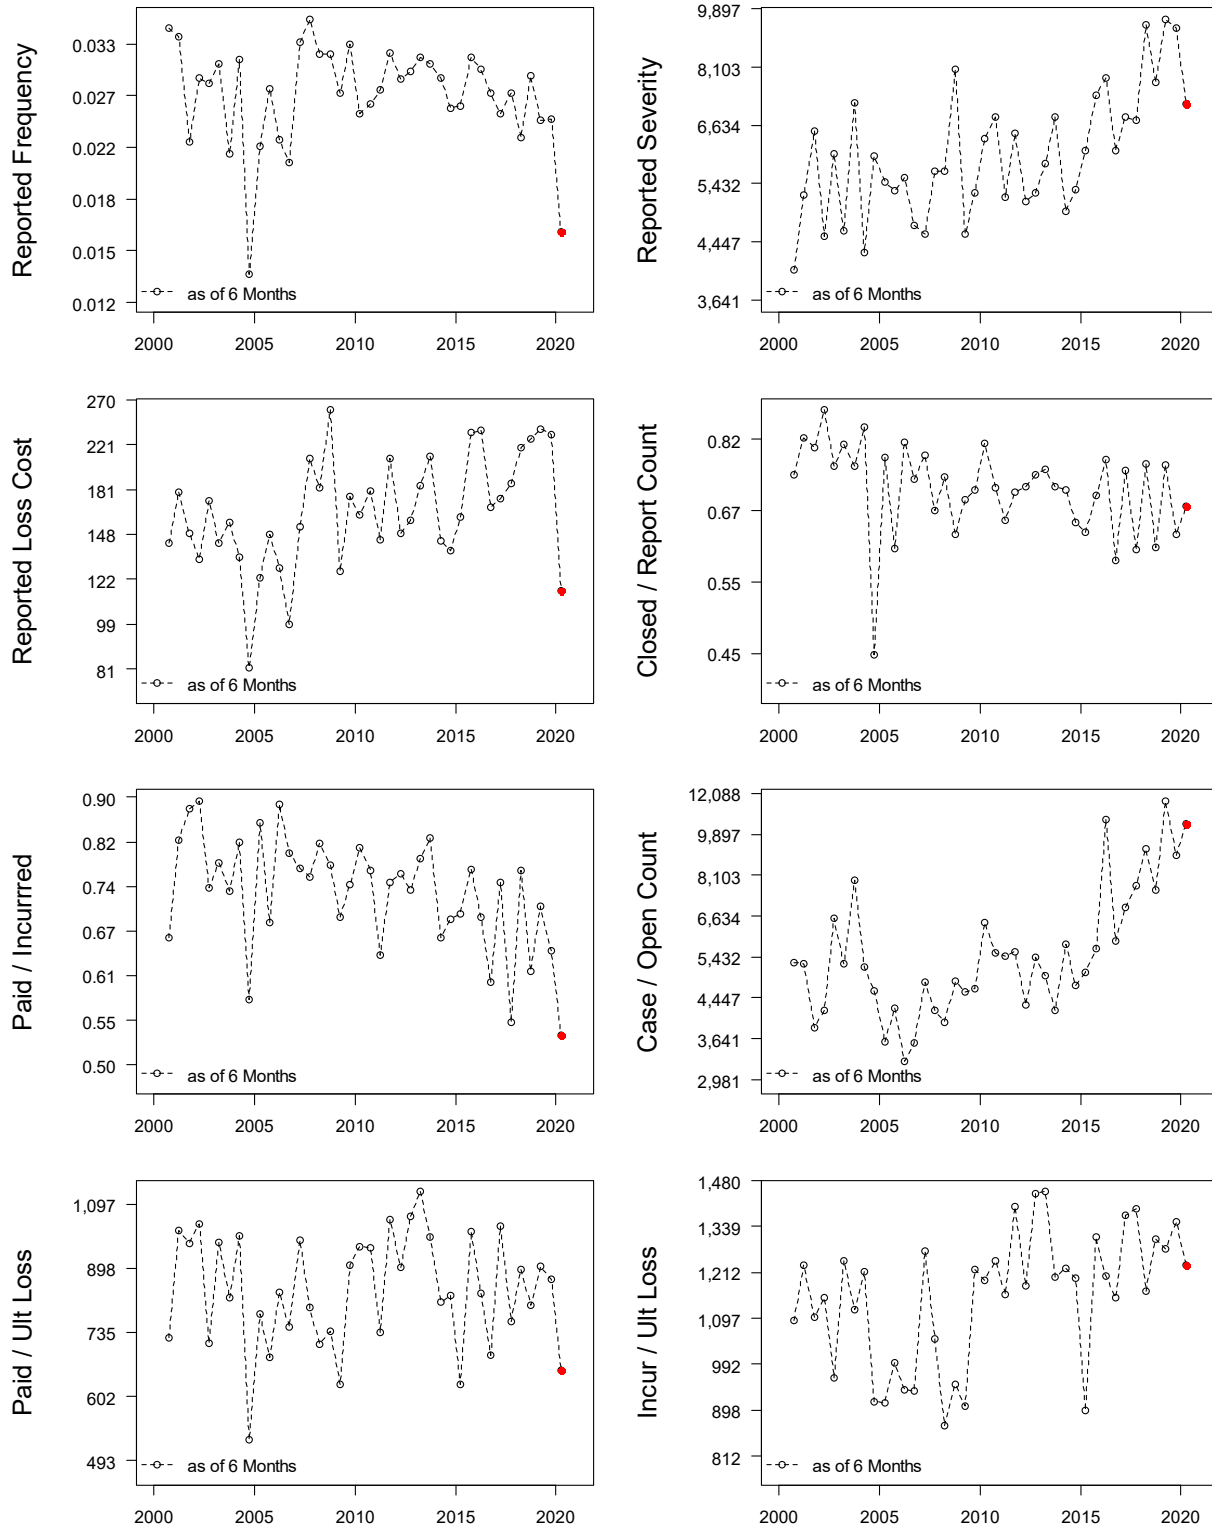 Reported Frequency
0.033
0.027
0.022
0.018
0.015
0.012
as of 6 Months
2000 2005 2010 2015 2020
Reported Severity
9,897
8,103
6,634
5,432
4,447
3,641
as of 6 Months
2000 2005 2010 2015 2020
Reported Loss Cost
270
221
181
148
122
99
81
as of 6 Months
2000 2005 2010 2015 2020
Closed / Report Count
0.82
0.67
0.55
0.45
as of 6 Months
2000 2005 2010 2015 2020
Paid / Incurrred
0.90
0.82
0.74
0.67
0.61
0.55
0.50
as of 6 Months
2000 2005 2010 2015 2020
Case / Open Count
12,088
9,897
8,103
6,634
5,432
4,447
3,641
2,981
as of 6 Months
2000 2005 2010 2015 2020
Paid / Ult Loss
1,097
898
735
602
493
as of 6 Months
2000 2005 2010 2015 2020
Incur / Ult Loss
1,480
1,339
1,212
1,097
992
898
812
as of 6 Months
2000 2005 2010 2015 2020